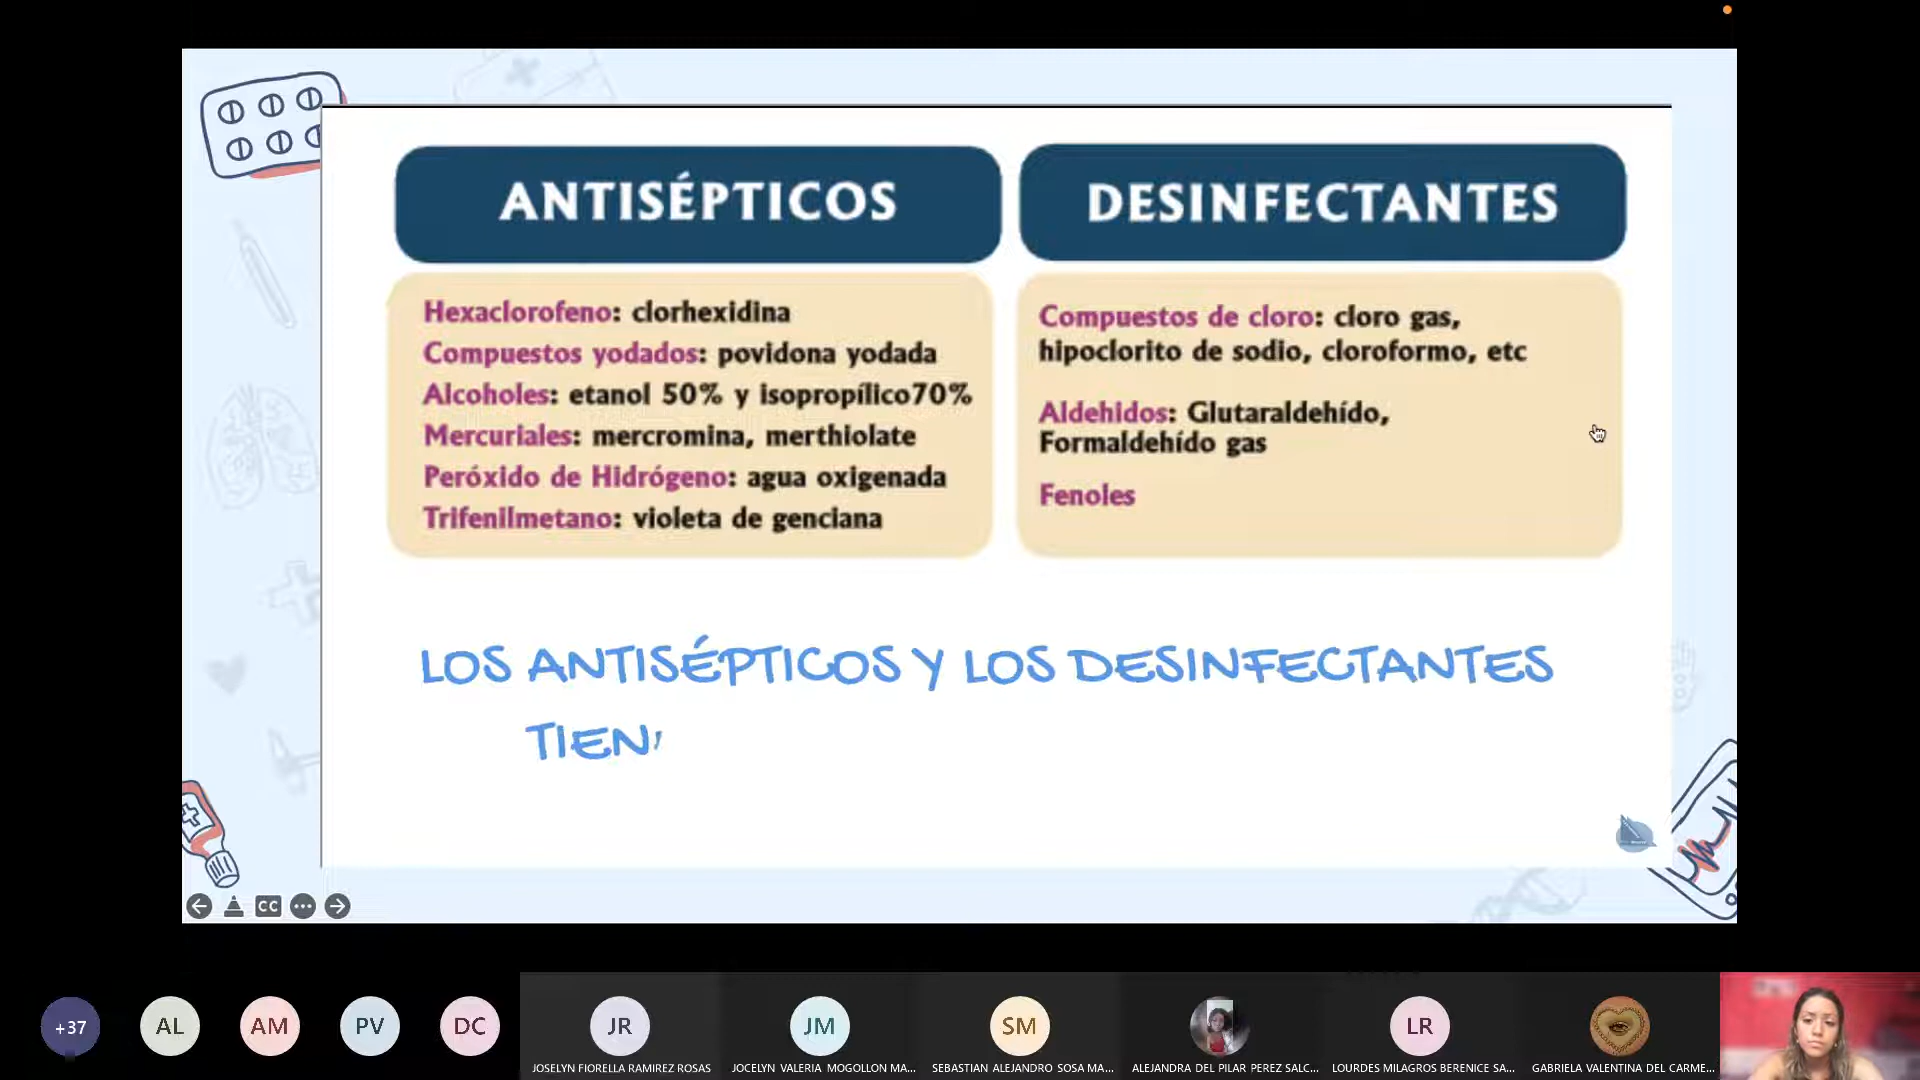 ANTISÉPTICOS
Hexaclorofeno: clorhexidina
Compuestos yodados: povidona yodada
Alcoholes: etanol 50% y isopropílico70%
Mercuriales: mercromina, merthiolate
Peróxido de Hidrógeno: agua oxigenada
Trifenilmetano: violeta de genciana
DESINFECTANTES
Compuestos de cloro: cloro gas,
hipoclorito de sodio, cloroformo, etc
Aldehidos: Glutaraldehído,
Formaldehído gas
Fenoles
LOS ANTISÉPTICOS Y LOS DESINFECTANTES
TIEN
CC
+37
AL
AM
PV
DC
JR
JM
SM
LR
JOSELYN FIORELLA RAMIREZ ROSAS
JOCELYN VALERIA MOGOLLON MA...
SEBASTIAN ALEJANDRO SOSA MA...
ALEJANDRA DEL PILAR PEREZ SALC...
LOURDES MILAGROS BERENICE SA...
GABRIELA VALENTINA DEL CARME...